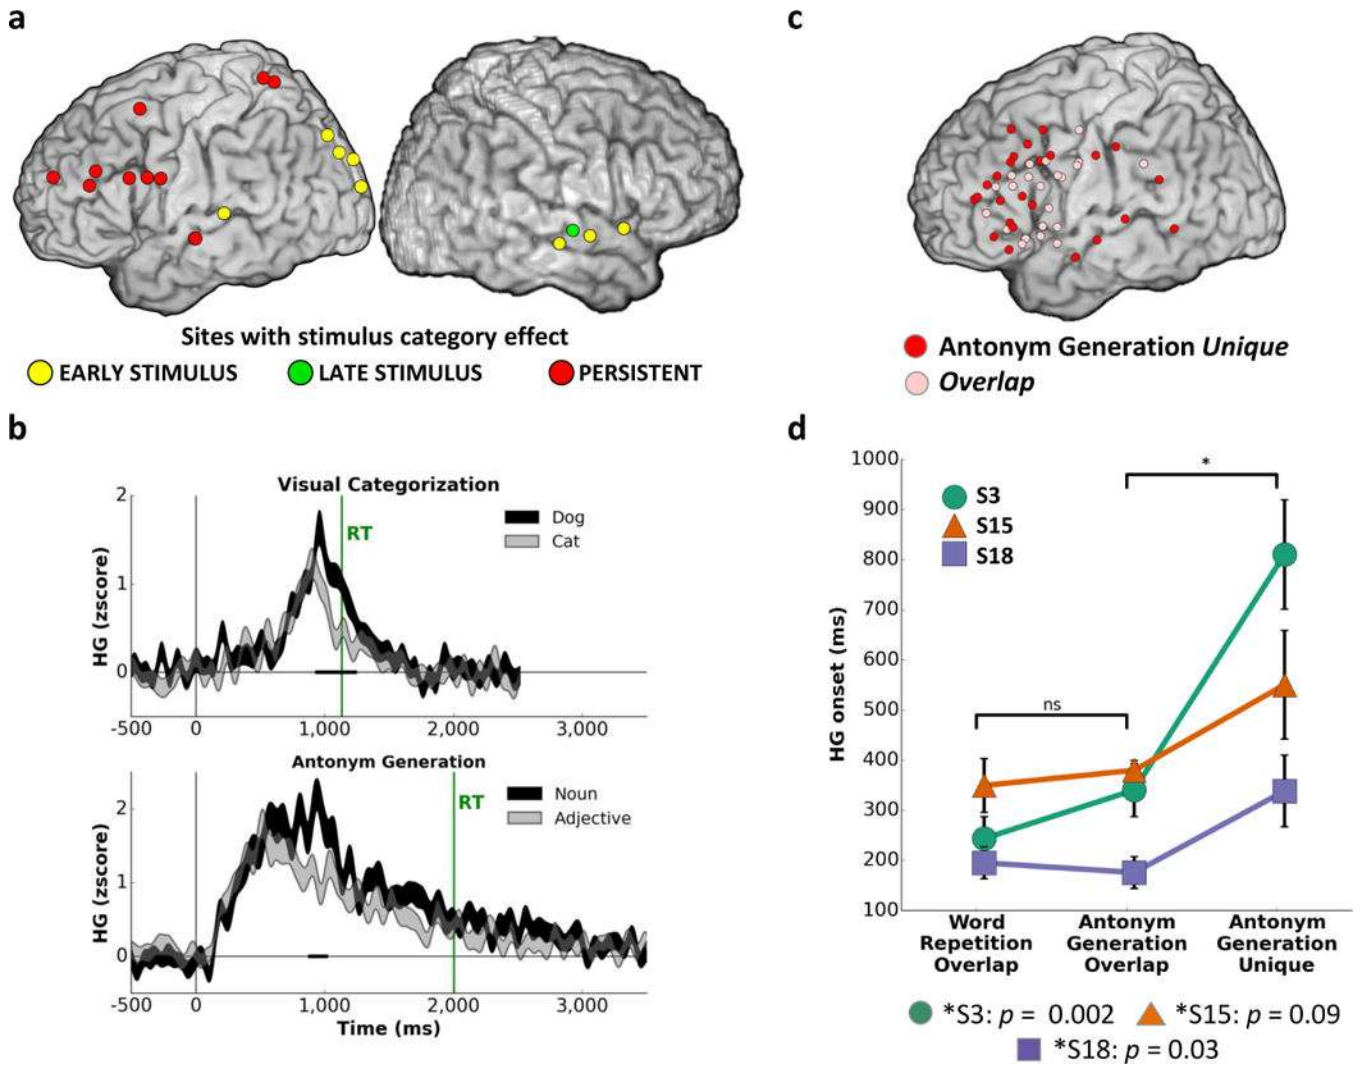 a
Sites with stimulus category effect
EARLY STIMULUS
LATE STIMULUS
PERSISTENT
b
Visual Categorization
Dog
Cat
RT
HG (zscore)
2
1
0
-500
0
1,000
2,000
3,000
Antonym Generation
Noun
Adjective
RT
HG (zscore)
2
1
0
-500
0
1,000
2,000
3,000
Time (ms)
c
Antonym Generation Unique
Overlap
d
1000
900
800
700
600
500
400
300
200
100
HG onset (ms)
S3
S15
S18
*
ns
Word
Repetition
Overlap
Antonym
Generation
Overlap
Antonym
Generation
Unique
*S3: p = 0.002
*S15: p = 0.09
*S18: p = 0.03